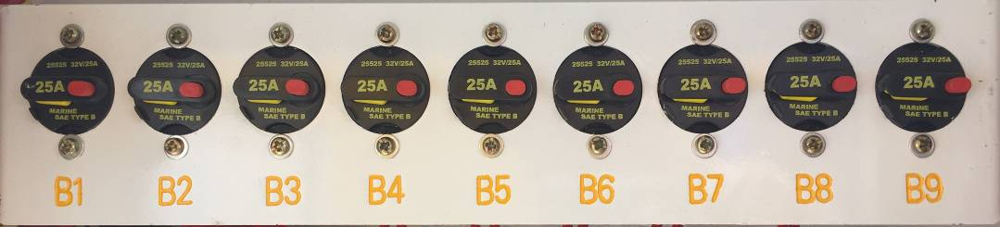 25525 32V/25A
25A
MARINE
SAE TYPE B
B1
25525 32V/25A
25A
MARINE
SAE TYPE B
B2
25525 32V/25A
25A
MARINE
SAE TYPE B
B3
25525 32V/25A
25A
MARINE
SAE TYPE B
B4
25525 32V/25A
25A
MARINE
SAE TYPE B
B5
25525 32V/25A
25A
MARINE
SAE TYPE B
B6
25525 32V/25A
25A
MARINE
SAE TYPE B
B7
25525 32V/25A
25A
MARINE
SAE TYPE B
B8
25525 32V/25A
25A
MARINE
SAE TYPE B
B9